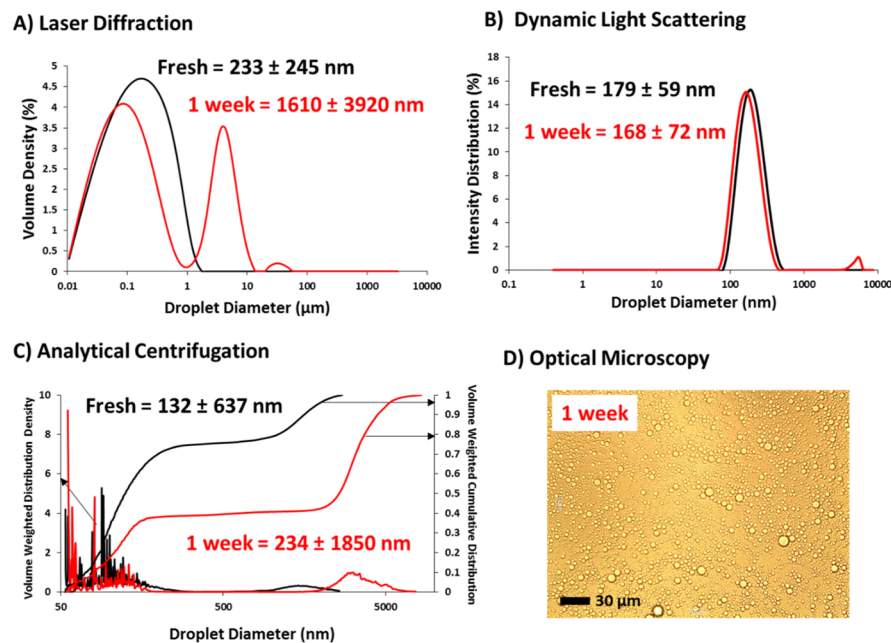 A) Laser Diffraction
Fresh = 233 ± 245 nm
1 week = 1610 ± 3920 nm
Volume Density (%)
5
4.5
4
3.5
3
2.5
2
1.5
1
0.5
0
0.01
0.1
1
10
100
1000
10000
Droplet Diameter (µm)
B) Dynamic Light Scattering
Fresh = 179 ± 59 nm
1 week = 168 ± 72 nm
Intensity Distribution (%)
18
16
14
12
10
8
6
4
2
0
0.1
1
10
100
1000
10000
Droplet Diameter (nm)
C) Analytical Centrifugation
Fresh = 132 ± 637 nm
1 week = 234 ± 1850 nm
Volume Weighted Distribution Density
10
8
6
4
2
0
Volume Weighted Cumulative Distribution
1
0.9
0.8
0.7
0.6
0.5
0.4
0.3
0.2
0.1
0
50
500
5000
Droplet Diameter (nm)
D) Optical Microscopy
1 week
30 µm